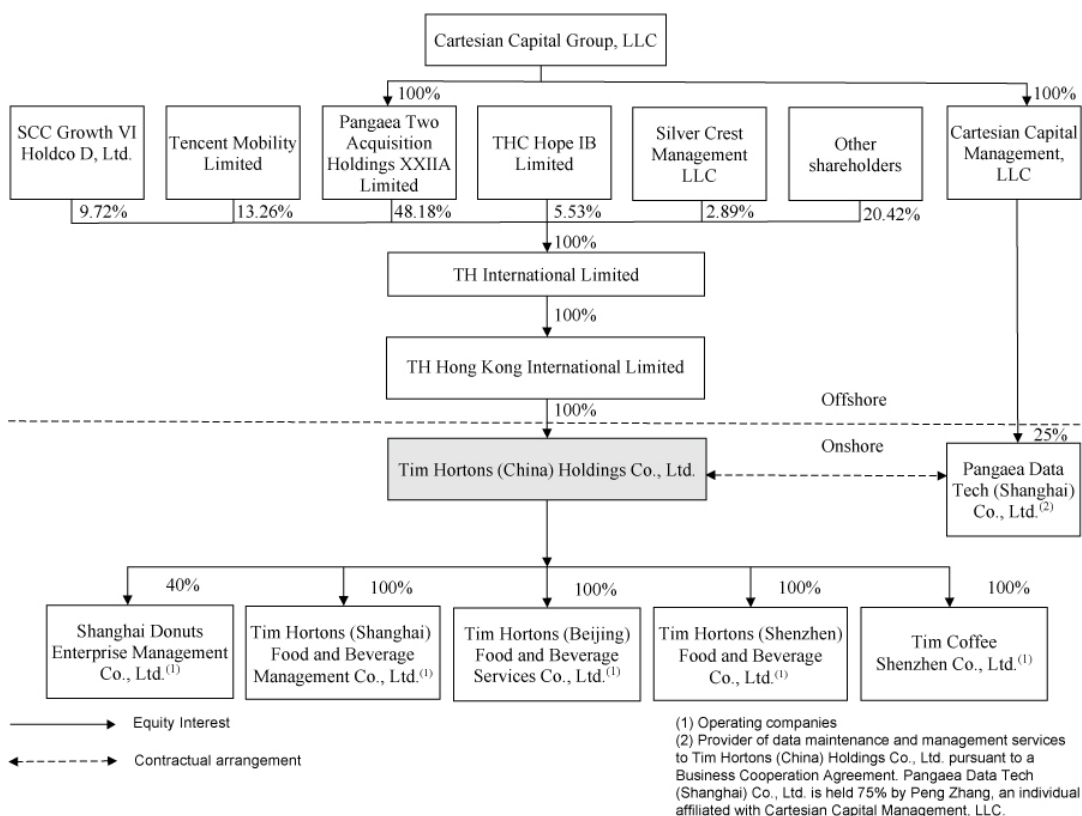 Cartesian Capital Group, LLC
100%
100%
SCC Growth VI
Holdco D, Ltd.
Tencent Mobility
Limited
Pangaea Two
Acquisition
Holdings XXIIA
Limited
THC Hope IB
Limited
Silver Crest
Management
LLC
Other
shareholders
Cartesian Capital
Management,
LLC
9.72%
13.26%
48.18%
5.53%
2.89%
20.42%
100%
TH International Limited
100%
TH Hong Kong International Limited
100%
Offshore
Onshore
25%
Tim Hortons (China) Holdings Co., Ltd.
Pangaea Data
Tech (Shanghai)
Co., Ltd.(2)
40%
100%
100%
100%
100%
Shanghai Donuts
Enterprise Management
Co., Ltd.(1)
Tim Hortons (Shanghai)
Food and Beverage
Management Co., Ltd.(1)
Tim Hortons (Beijing)
Food and Beverage
Services Co., Ltd.(1)
Tim Hortons (Shenzhen)
Food and Beverage
Co., Ltd.(1)
Tim Coffee
Shenzhen Co., Ltd.(1)
Equity Interest
Contractual arrangement
(1) Operating companies
(2) Provider of data maintenance and management services
to Tim Hortons (China) Holdings Co., Ltd. pursuant to a
Business Cooperation Agreement. Pangaea Data Tech
(Shanghai) Co., Ltd. is held 75% by Peng Zhang, an individual
affiliated with Cartesian Capital Management, LLC.